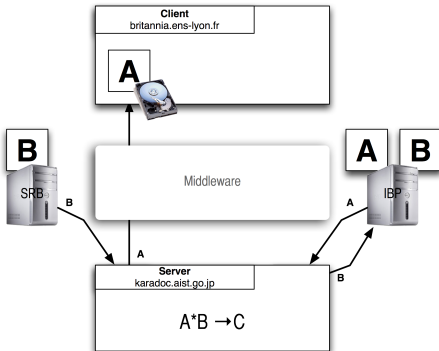 Client
britannia.ens-lyon.fr
A
B
A B
SRB
Middleware
IBP
B
A
A
B
Server
karadoc.aist.go.jp
A*B →C